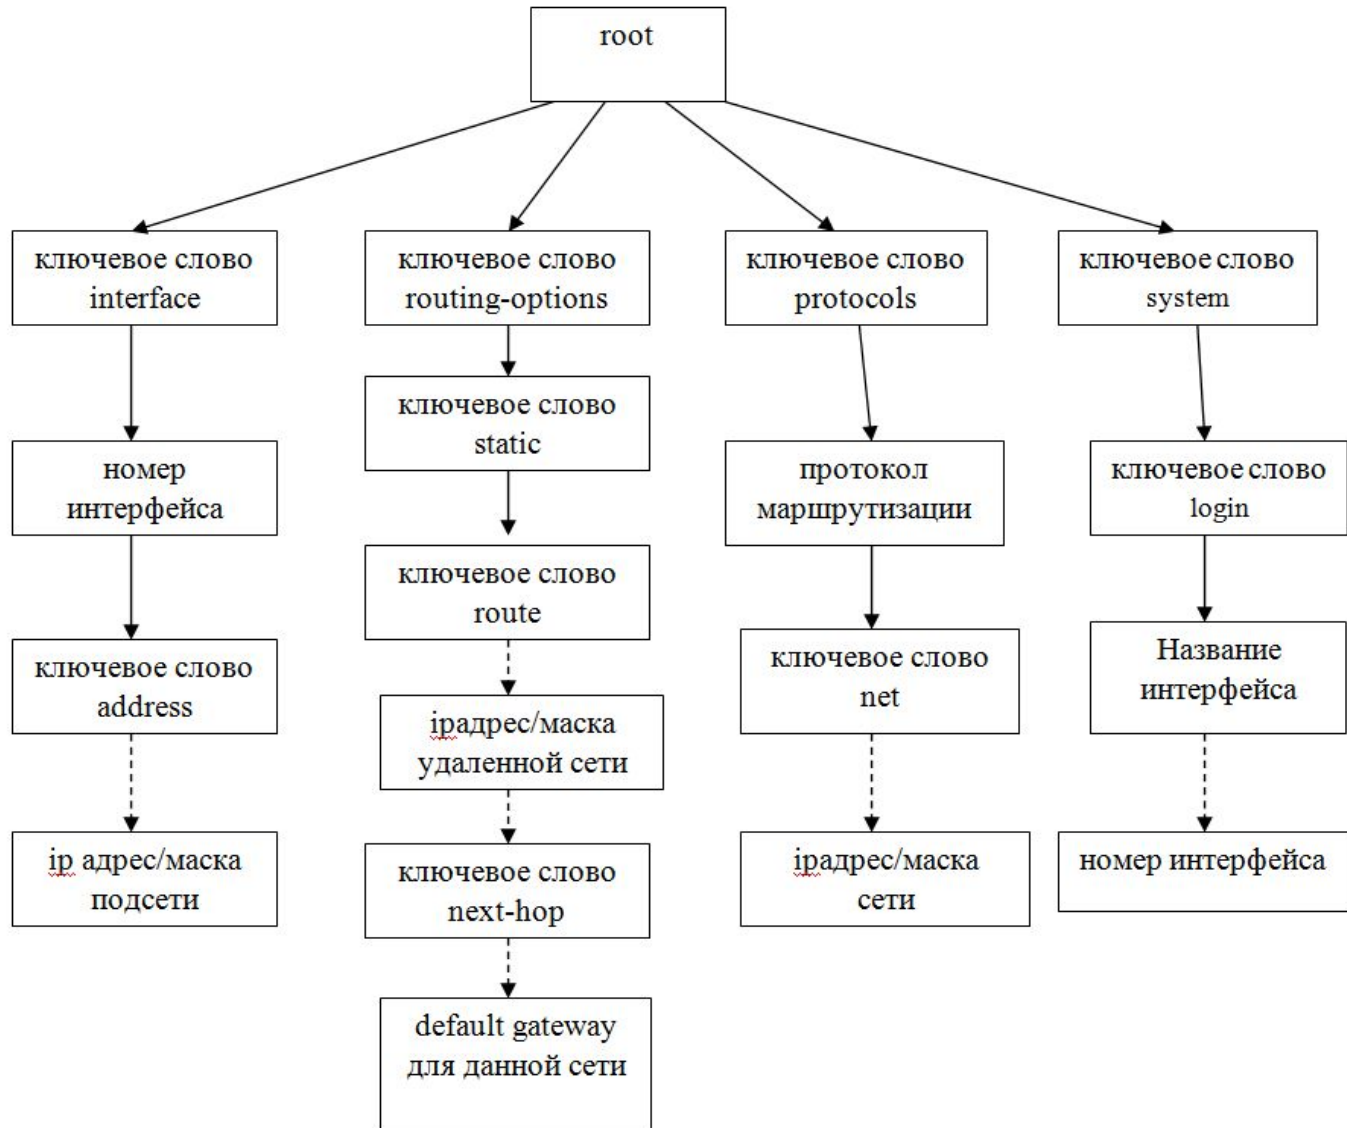 root
ключевое слово
interface
номер
интерфейса
ключевое слово
address
ip адрес/маска
подсети
ключевое слово
routing-options
ключевое слово
static
ключевое слово
route
ipадрес/маска
удаленной сети
ключевое слово
next-hop
default gateway
для данной сети
ключевое слово
protocols
протокол
маршрутизации
ключевое слово
net
ipадрес/маска
сети
ключевое слово
system
ключевое слово
login
Название
интерфейса
номер интерфейса